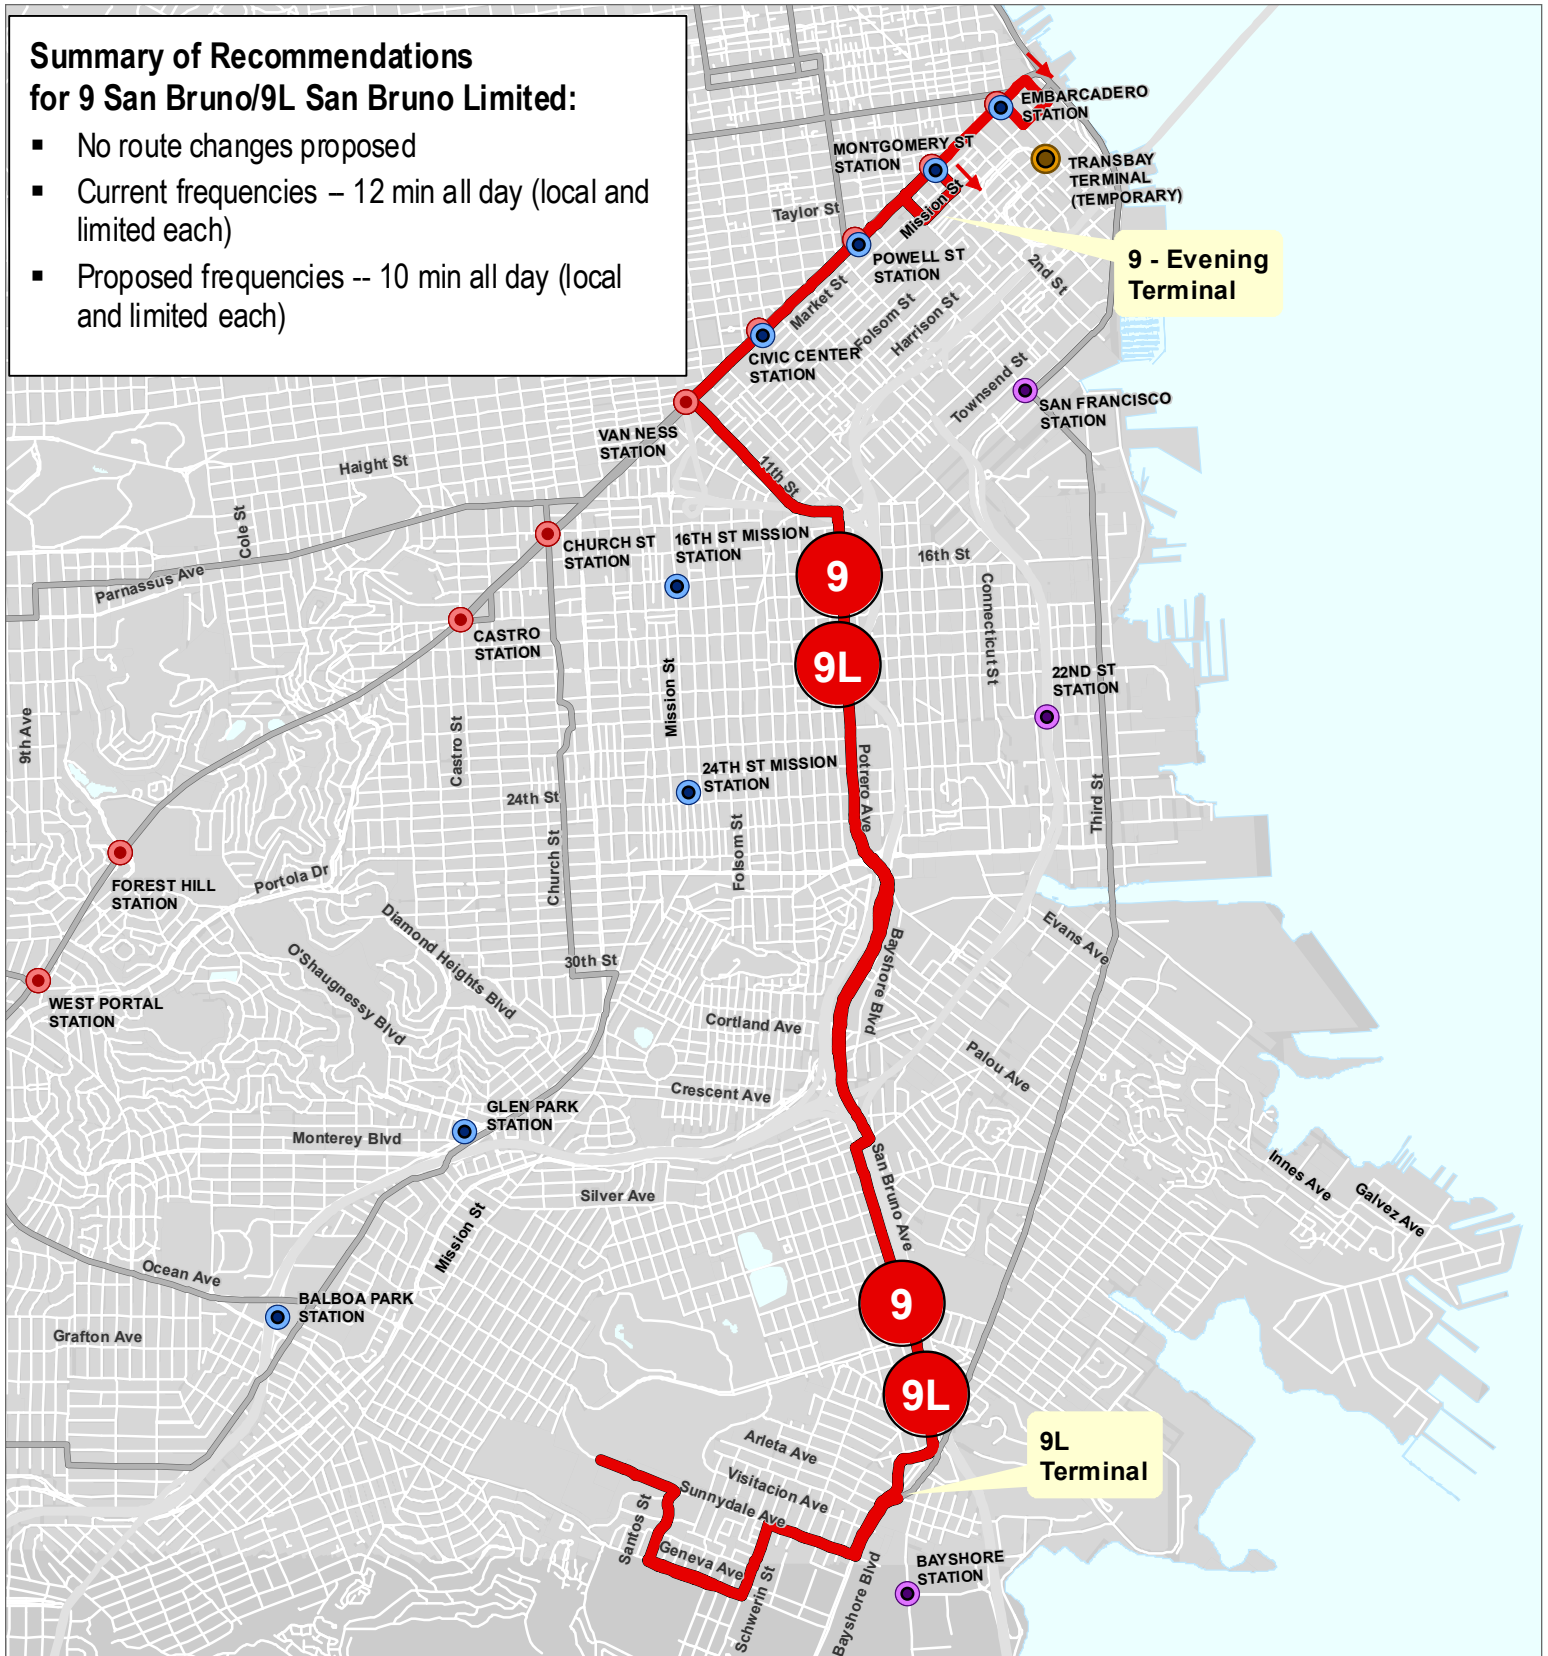 Summary of Recommendations
for 9 San Bruno/9L San Bruno Limited:
▪ No route changes proposed
▪ Current frequencies – 12 min all day (local and
limited each)
▪ Proposed frequencies -- 10 min all day (local
and limited each)
EMBARCADERO
STATION
MONTGOMERY ST
STATION
TRANSBAY
TERMINAL
(TEMPORARY)
Mission St
Taylor St
POWELL ST
STATION
9 - Evening
Terminal
2nd St
Market St
Folsom St
Harrison St
CIVIC CENTER
STATION
Townsend St
SAN FRANCISCO
STATION
VAN NESS
STATION
Haight St
11th St
Cole St
CHURCH ST
STATION
16TH ST MISSION
STATION
16th St
9
Parnassus Ave
Connecticut St
CASTRO
STATION
9L
Mission St
22ND ST
STATION
9th Ave
Castro St
24TH ST MISSION
STATION
Potrero Ave
24th St
Third St
Church St
Folsom St
FOREST HILL
STATION
Portola Dr
Diamond Heights Blvd
O'Shaugnessy Blvd
30th St
Bayshore Blvd
Evans Ave
WEST PORTAL
STATION
Cortland Ave
Palou Ave
Crescent Ave
GLEN PARK
STATION
Monterey Blvd
San Bruno Ave
Innes Ave
Galvez Ave
Silver Ave
Mission St
Ocean Ave
BALBOA PARK
STATION
9
Grafton Ave
9L
Arleta Ave
9L
Terminal
Visitacion Ave
Sunnydale Ave
Santos St
Geneva Ave
Schwerin St
Bayshore Blvd
BAYSHORE
STATION